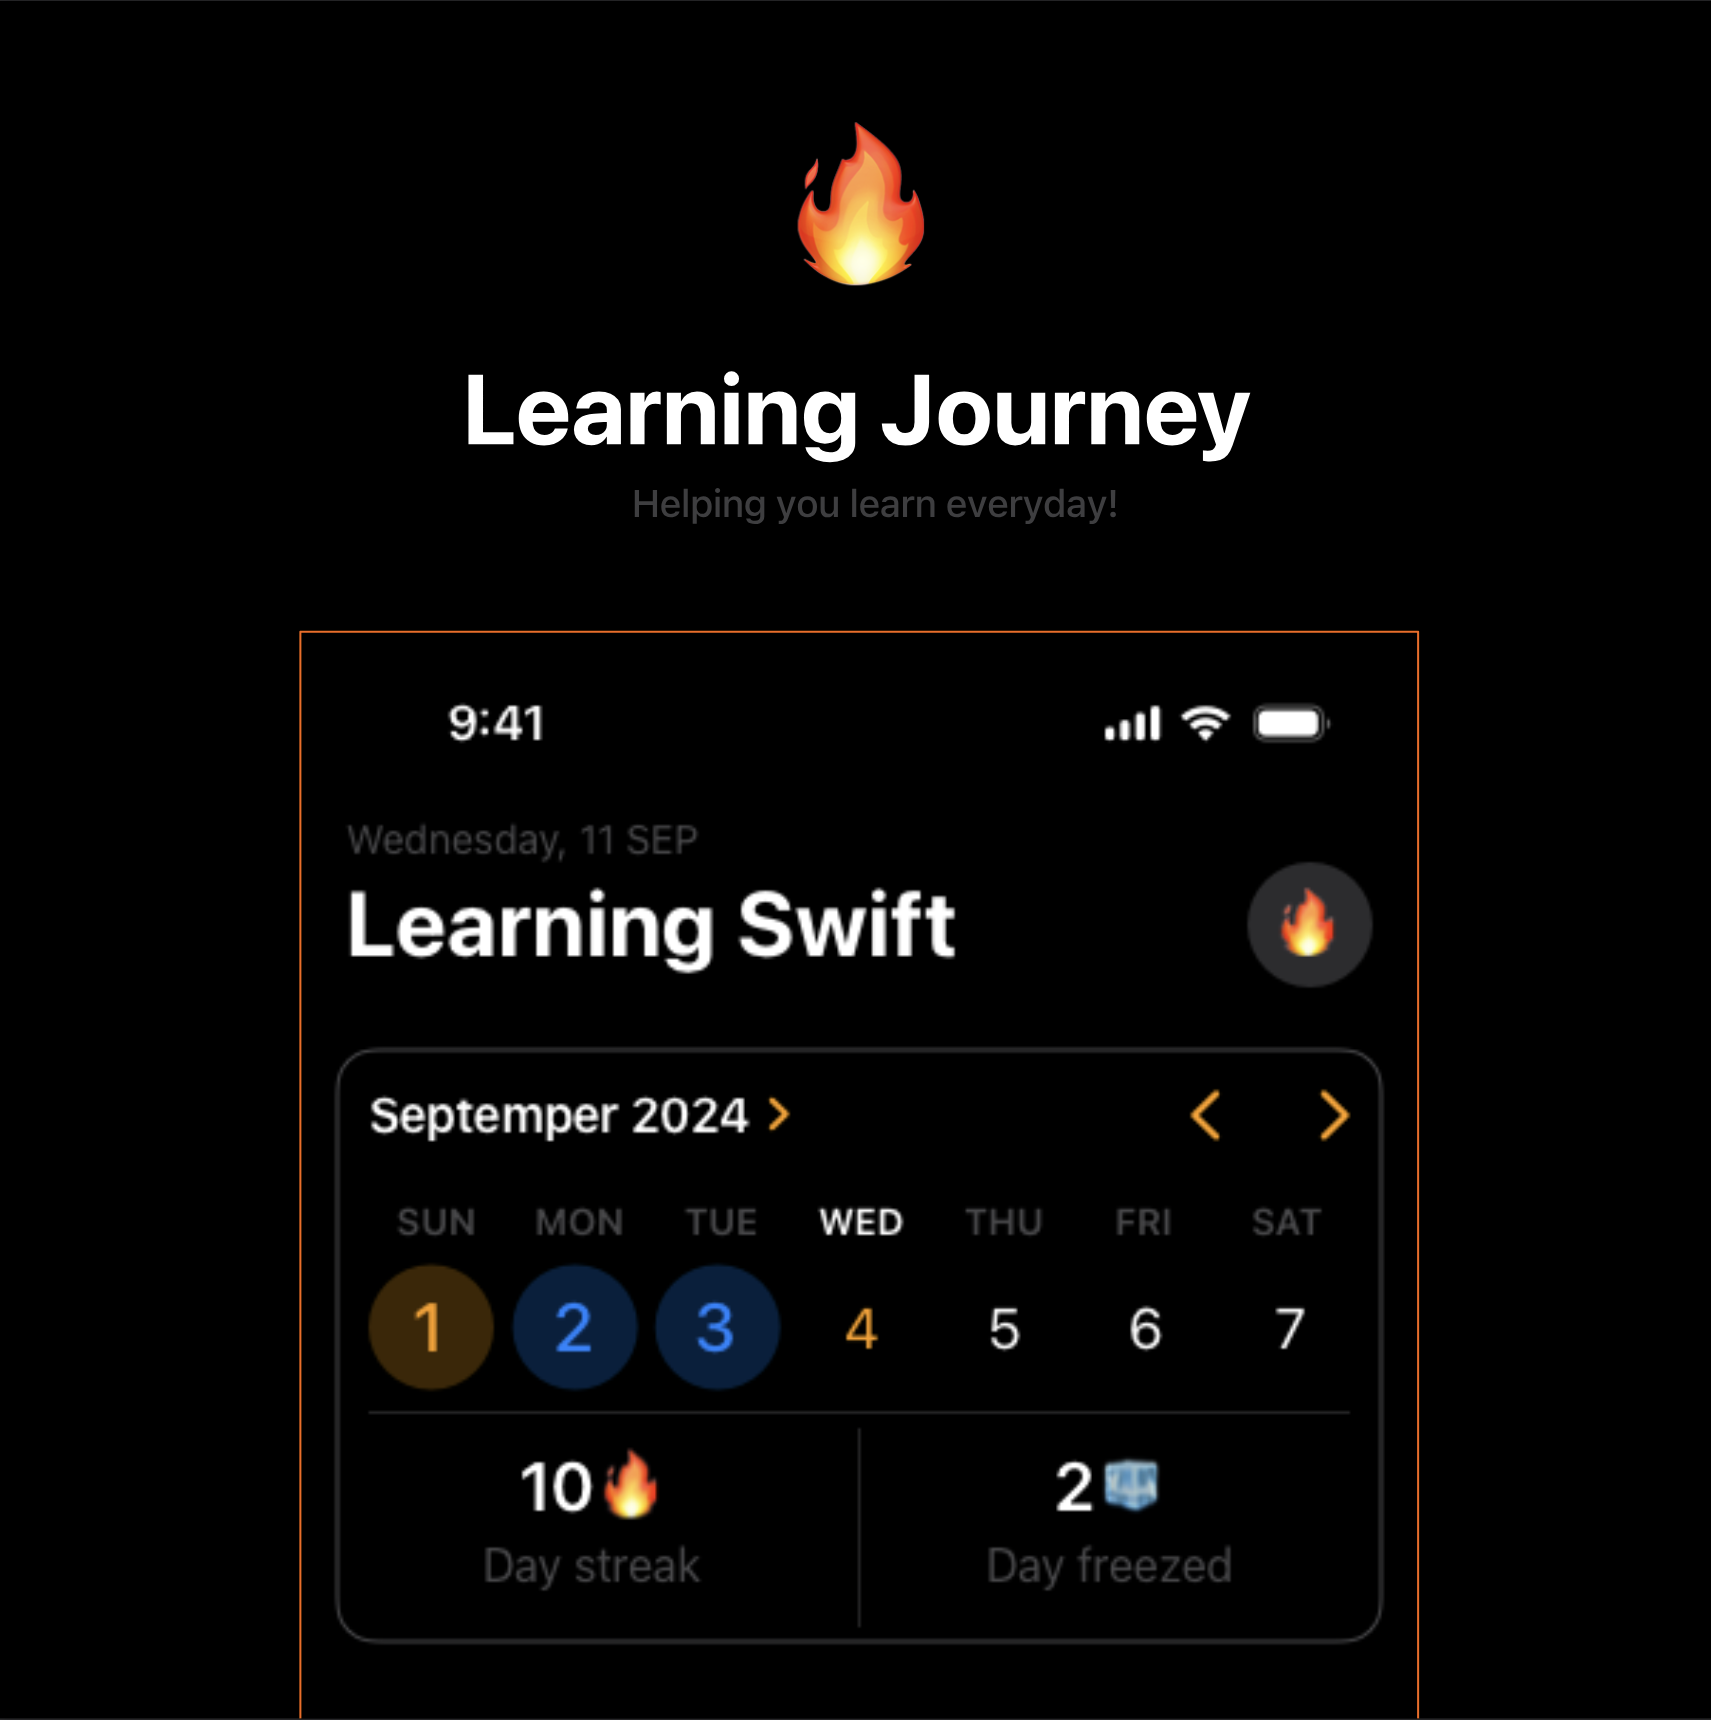 Learning Journey
Helping you learn everyday!
9:41
Wednesday, 11 SEP
Learning Swift
Septemper 2024
SUN MON TUE WED THU FRI SAT
1 2 3 4 5 6 7
10 2
Day streak Day freezed